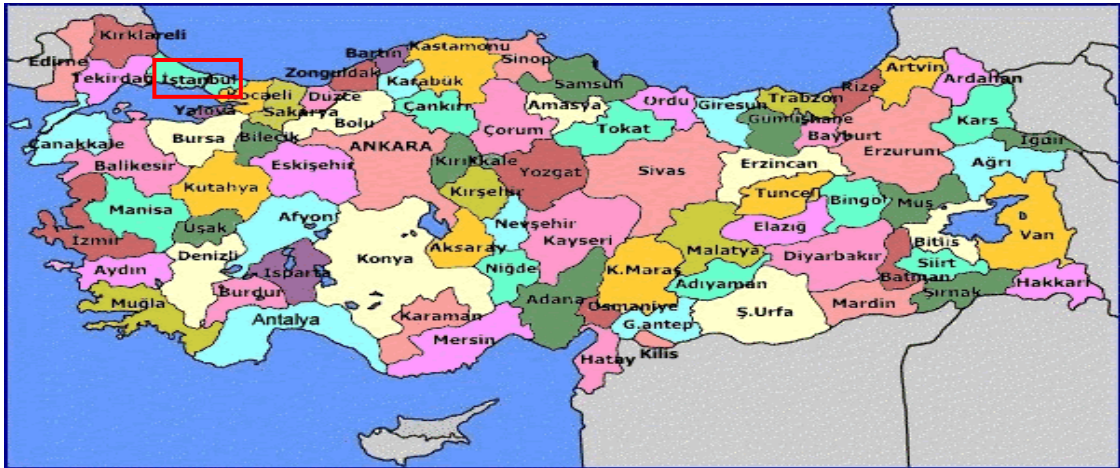 Kırklareli
Edirne
Tekirdağ
İstanbul
Kocaeli
Yalova
Sakarya
Düzce
Zonguldak
Bartın
Karabük
Kastamonu
Sinop
Samsun
Çankırı
Bolu
Amasya
Ordu
Giresun
Trabzon
Rize
Artvin
Ardahan
Kars
Iğdır
Gümüşhane
Bayburt
Erzurum
Ağrı
Tokat
Çorum
Çanakkale
Balikesir
Bursa
Bilecik
Eskişehir
ANKARA
Kırıkkale
Yozgat
Sivas
Erzincan
Tunceli
Bingöl
Muş
Kutahya
Kırşehir
Manisa
Uşak
Afyon
Nevşehir
Kayseri
Malatya
Elazığ
Bitlis
Van
İzmir
Denizli
Konya
Aksaray
Niğde
K.Maraş
Adıyaman
Diyarbakır
Batman
Siirt
Şırnak
Hakkari
Aydın
Isparta
Burdur
Muğla
Antalya
Karaman
Mersin
Adana
Osmaniye
G.antep
Ş.Urfa
Mardin
Hatay
Kilis